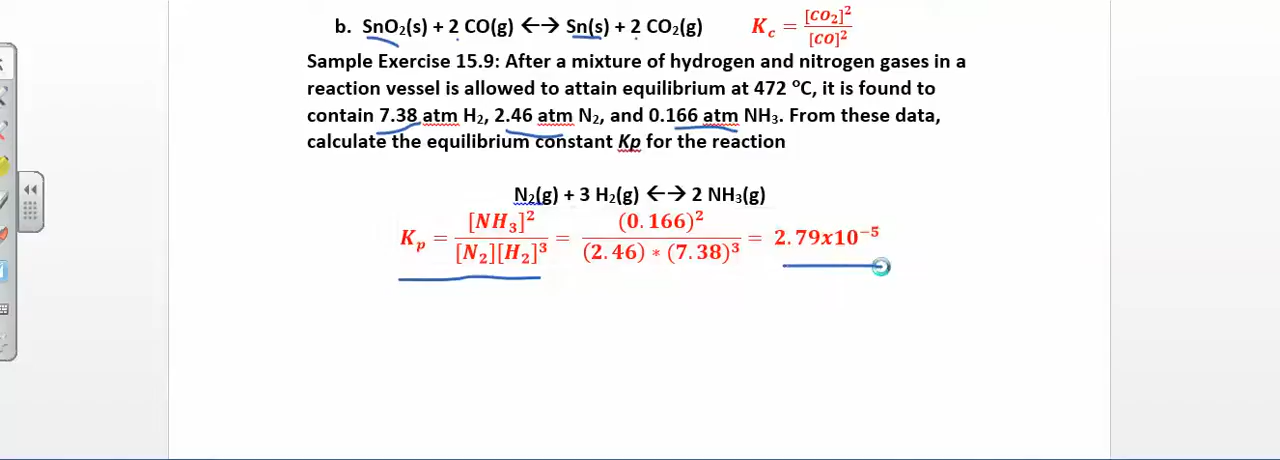 b. SnO₂(s) + 2 CO(g) ←→ Sn(s) + 2 CO₂(g) K_c = [CO₂]² / [CO]²
Sample Exercise 15.9: After a mixture of hydrogen and nitrogen gases in a
reaction vessel is allowed to attain equilibrium at 472 °C, it is found to
contain 7.38 atm H₂, 2.46 atm N₂, and 0.166 atm NH₃. From these data,
calculate the equilibrium constant Kp for the reaction
N₂(g) + 3 H₂(g) ←→ 2 NH₃(g)
K_p = [NH₃]² / [N₂][H₂]³ = (0.166)² / (2.46) * (7.38)³ = 2.79x10⁻⁵